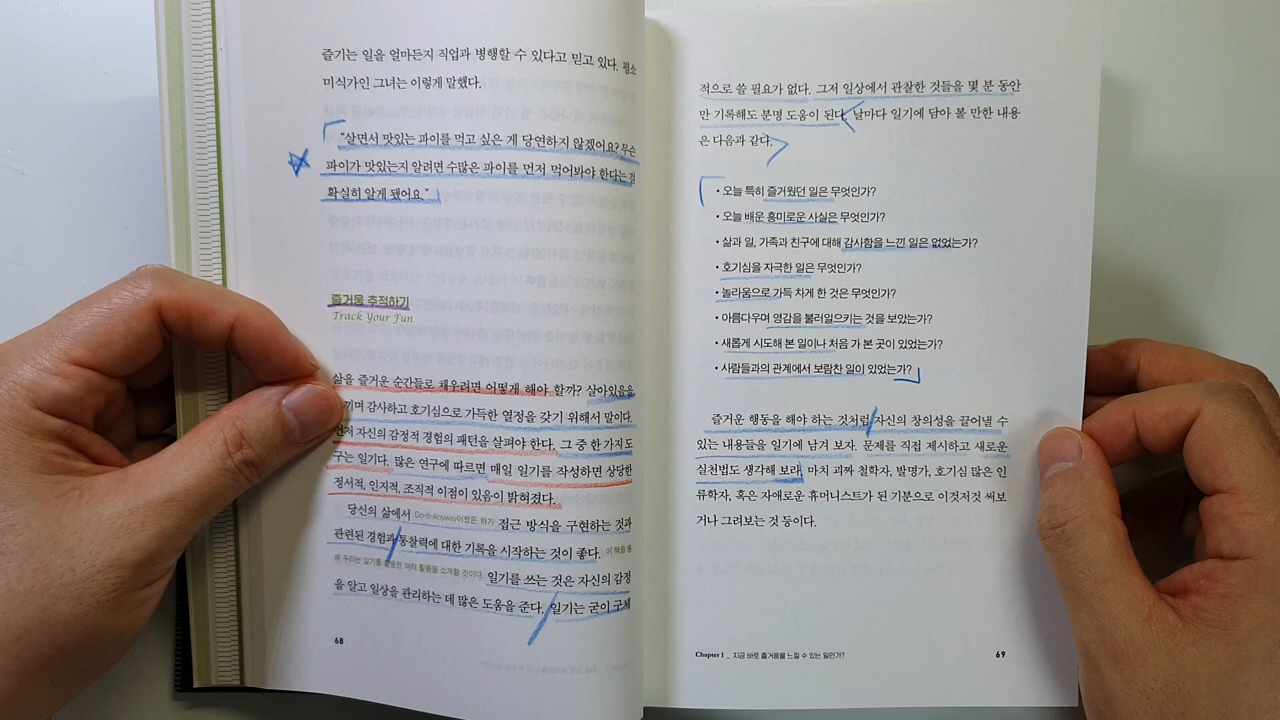 즐기는 일을 얼마든지 직업과 병행할 수 있다고 믿고 있다. 평소
미식가인 그녀는 이렇게 말했다.
“살면서 맛있는 파이를 먹고 싶은 게 당연하지 않겠어요? 무슨
파이가 맛있는지 알려면 수많은 파이를 먼저 먹어봐야 한다는 걸
확실히 알게 됐어요.”
즐거움 추적하기
Track Your Fun
삶을 즐거운 순간들로 채우려면 어떻게 해야 할까? 살아있음을
끼며 감사하고 호기심으로 가득한 열정을 갖기 위해서 말이다.
먼저 자신의 감정적 경험의 패턴을 살펴야 한다. 그 중 한 가지 도
구는 일기다. 많은 연구에 따르면 매일 일기를 작성하면 상당한
정서적, 인지적, 조직적 이점이 있음이 밝혀졌다.
당신의 삶에서 Do-It-Anyway어쨌든 하기 접근 방식을 구현하는 것과
관련된 경험과 통찰력에 대한 기록을 시작하는 것이 좋다. 이 책을 통
해 우리는 일기를 활용한 여러 활동을 소개할 것이다. 일기를 쓰는 것은 자신의 감정
을 알고 일상을 관리하는 데 많은 도움을 준다. 일기는 굳이 구체
68
적으로 쓸 필요가 없다. 그저 일상에서 관찰한 것들을 몇 분 동안
만 기록해도 분명 도움이 된다. 날마다 일기에 담아 볼 만한 내용
은 다음과 같다.
• 오늘 특히 즐거웠던 일은 무엇인가?
• 오늘 배운 흥미로운 사실은 무엇인가?
• 삶과 일, 가족과 친구에 대해 감사함을 느낀 일은 없었는가?
• 호기심을 자극한 일은 무엇인가?
• 놀라움으로 가득 차게 한 것은 무엇인가?
• 아름다우며 영감을 불러일으키는 것을 보았는가?
• 새롭게 시도해 본 일이나 처음 가 본 곳이 있었는가?
• 사람들과의 관계에서 보람찬 일이 있었는가?
즐거운 행동을 해야 하는 것처럼 자신의 창의성을 끌어낼 수
있는 내용들을 일기에 남겨 보자. 문제를 직접 제시하고 새로운
실천법도 생각해 보라. 마치 괴짜 철학자, 발명가, 호기심 많은 인
류학자, 혹은 자애로운 휴머니스트가 된 기분으로 이것저것 써보
거나 그려보는 것 등이다.
Chapter 1 _ 지금 바로 즐거움을 느낄 수 있는 일인가?
69